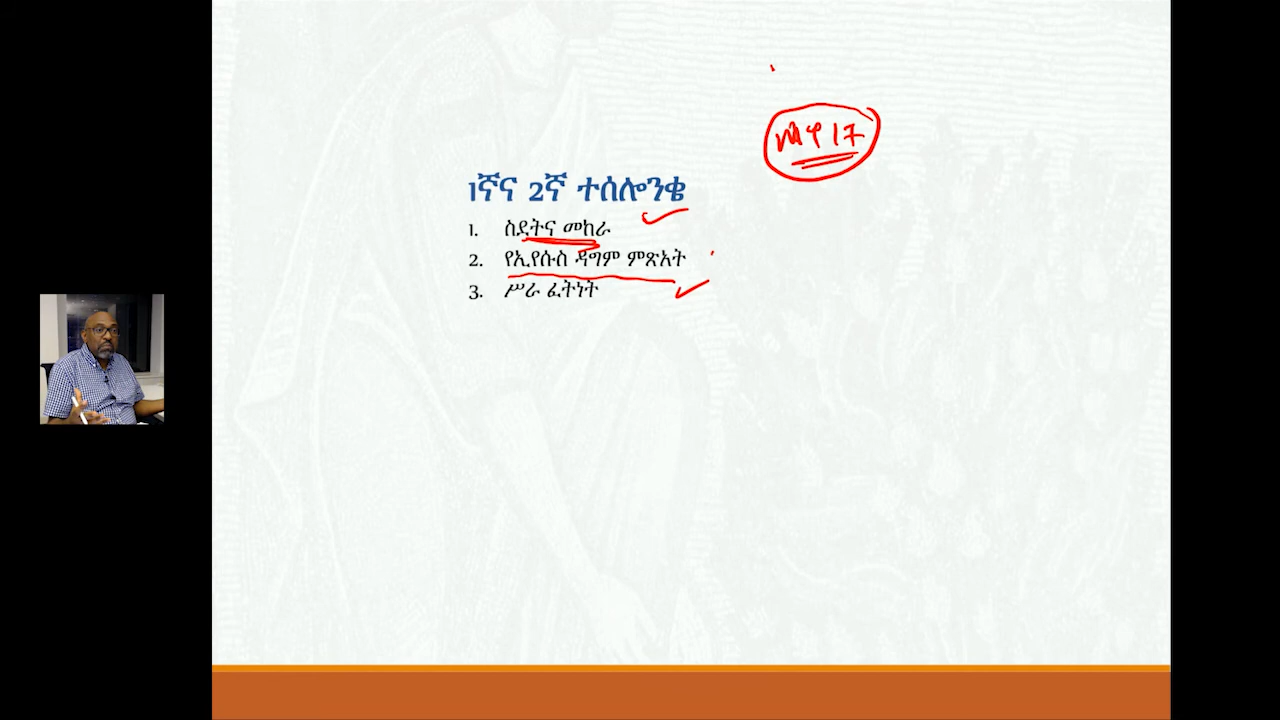 1ኛና 2ኛ ተሰሎንቄ
1. ስደትና መከራ
2. የኢየሱስ ዳግም ምጽአት
3. ሥራ ፈትነት